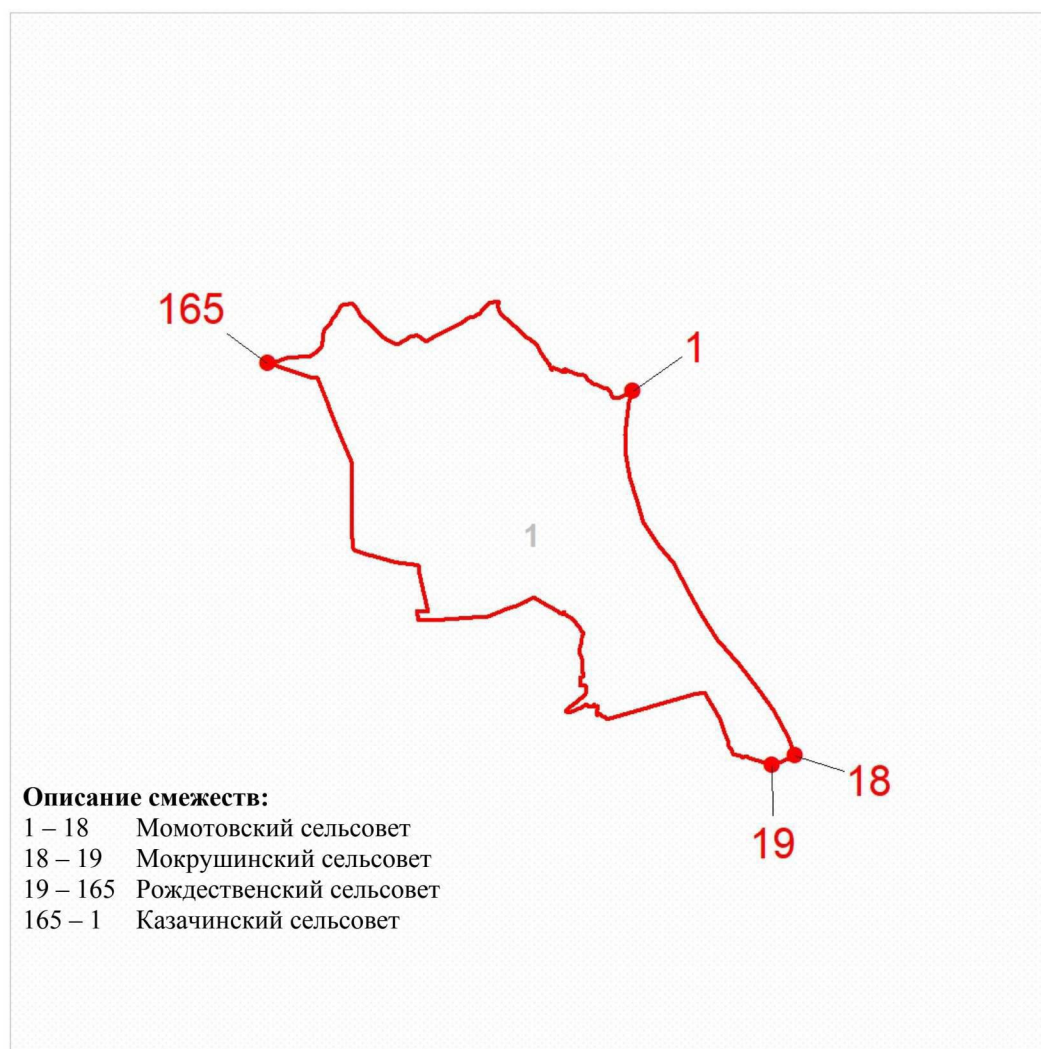 165
1
1
18
19
Описание смежеств:
1 – 18 Момотовский сельсовет
18 – 19 Мокрушинский сельсовет
19 – 165 Рождественский сельсовет
165 – 1 Казачинский сельсовет